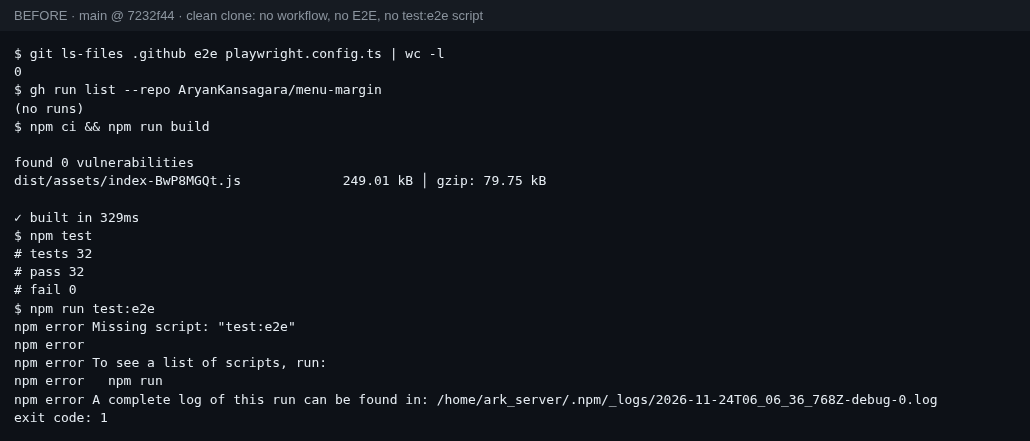 BEFORE · main @ 7232f44 · clean clone: no workflow, no E2E, no test:e2e script
$ git ls-files .github e2e playwright.config.ts | wc -l
0
$ gh run list --repo AryanKansagara/menu-margin
(no runs)
$ npm ci && npm run build
found 0 vulnerabilities
dist/assets/index-BwP8MGQt.js             249.01 kB │ gzip: 79.75 kB
✓ built in 329ms
$ npm test
# tests 32
# pass 32
# fail 0
$ npm run test:e2e
npm error Missing script: "test:e2e"
npm error
npm error To see a list of scripts, run:
npm error   npm run
npm error A complete log of this run can be found in: /home/ark_server/.npm/_logs/2026-11-24T06_06_36_768Z-debug-0.log
exit code: 1